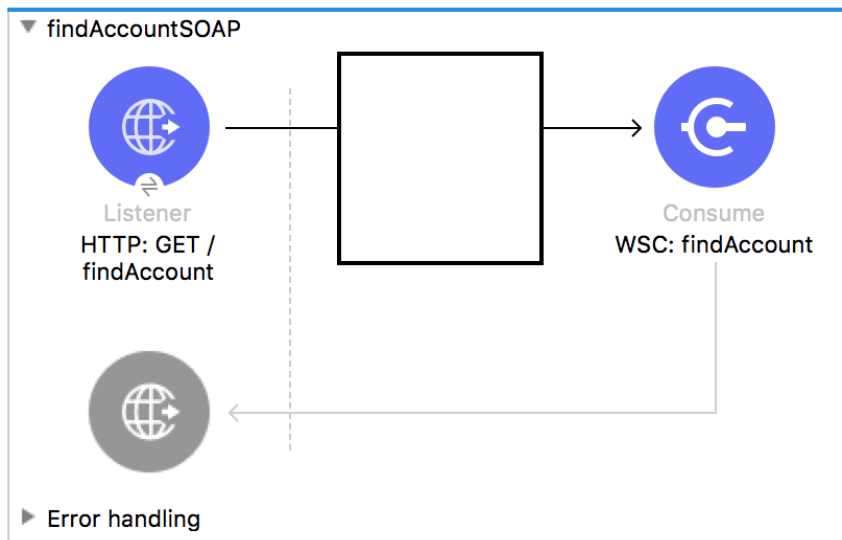 findAccountSOAP
Listener
HTTP: GET /
findAccount
Consume
WSC: findAccount
Error handling